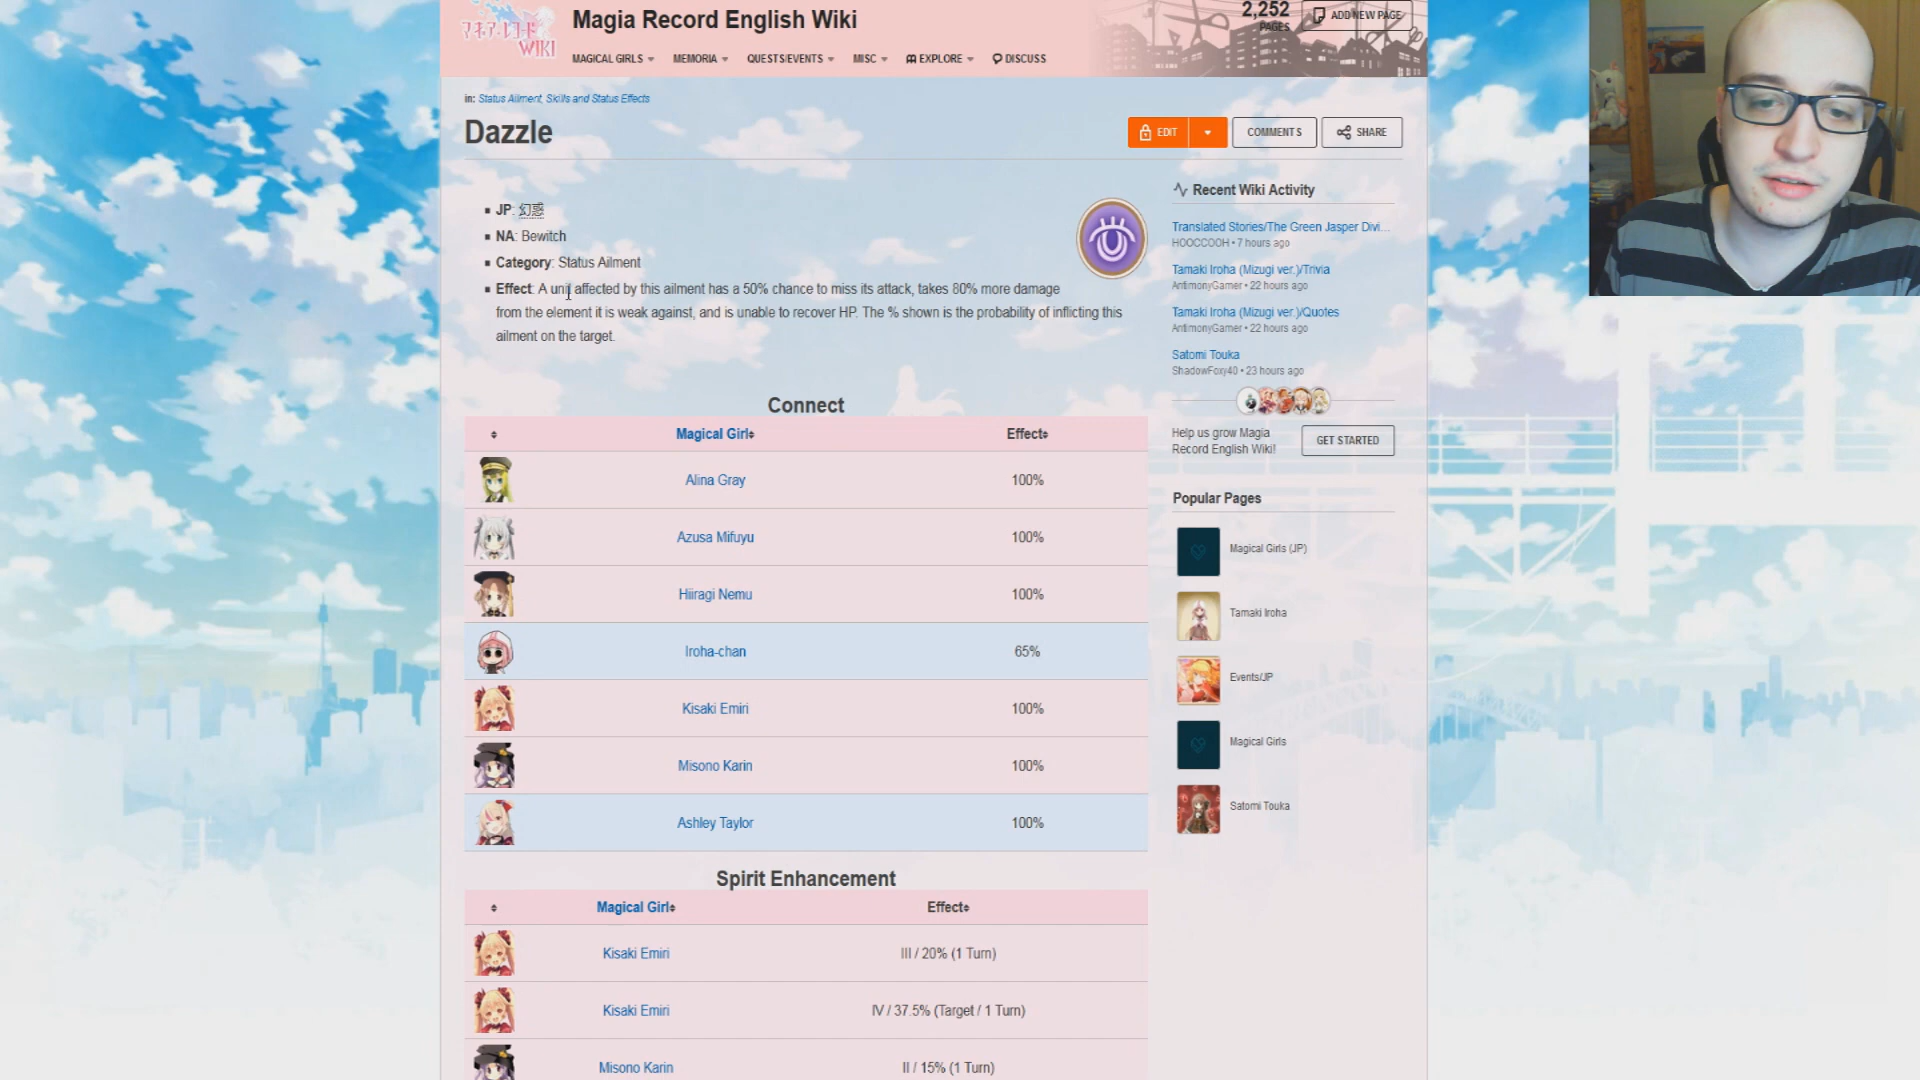 マギアレコード
WIKI
Magia Record English Wiki
2,252
PAGES
ADD NEW PAGE
MAGICAL GIRLS
MEMORIA
QUESTS/EVENTS
MISC
EXPLORE
DISCUSS
in: Status Ailment, Skills and Status Effects
Dazzle
EDIT
COMMENTS
SHARE
JP: 幻惑
NA: Bewitch
Category: Status Ailment
Effect: A unit affected by this ailment has a 50% chance to miss its attack, takes 80% more damage
from the element it is weak against, and is unable to recover HP. The % shown is the probability of inflicting this
ailment on the target.
Connect
Magical Girl
Effect
Alina Gray
100%
Azusa Mifuyu
100%
Hiiragi Nemu
100%
Iroha-chan
65%
Kisaki Emiri
100%
Misono Karin
100%
Ashley Taylor
100%
Spirit Enhancement
Magical Girl
Effect
Kisaki Emiri
III / 20% (1 Turn)
Kisaki Emiri
IV / 37.5% (Target / 1 Turn)
Misono Karin
II / 15% (1 Turn)
Recent Wiki Activity
Translated Stories/The Green Jasper Divi...
HOOCCOOH • 7 hours ago
Tamaki Iroha (Mizugi ver.)/Trivia
AntimonyGamer • 22 hours ago
Tamaki Iroha (Mizugi ver.)/Quotes
AntimonyGamer • 22 hours ago
Satomi Touka
ShadowFoxy40 • 23 hours ago
Help us grow Magia
Record English Wiki!
GET STARTED
Popular Pages
Magical Girls (JP)
Tamaki Iroha
Events/JP
Magical Girls
Satomi Touka